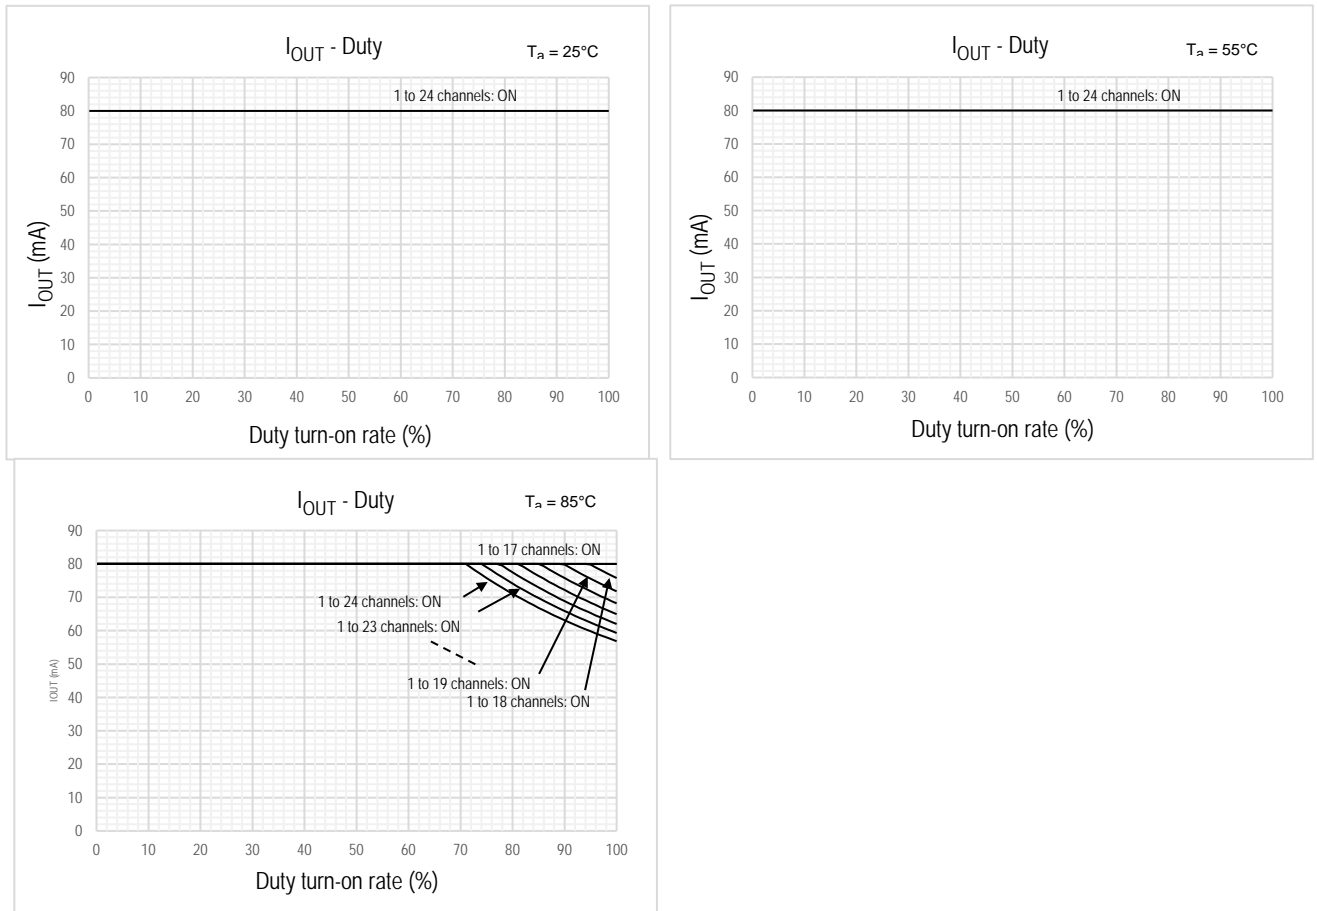 I_OUT - Duty
Tₐ = 25°C
1 to 24 channels: ON
90
80
70
60
50
40
30
20
10
0
I_OUT (mA)
0 10 20 30 40 50 60 70 80 90 100
Duty turn-on rate (%)
I_OUT - Duty
Tₐ = 55°C
1 to 24 channels: ON
90
80
70
60
50
40
30
20
10
0
I_OUT (mA)
0 10 20 30 40 50 60 70 80 90 100
Duty turn-on rate (%)
I_OUT - Duty
Tₐ = 85°C
1 to 17 channels: ON
1 to 24 channels: ON
1 to 23 channels: ON
1 to 19 channels: ON
1 to 18 channels: ON
90
80
70
60
50
40
30
20
10
0
IOUT (mA)
0 10 20 30 40 50 60 70 80 90 100
Duty turn-on rate (%)